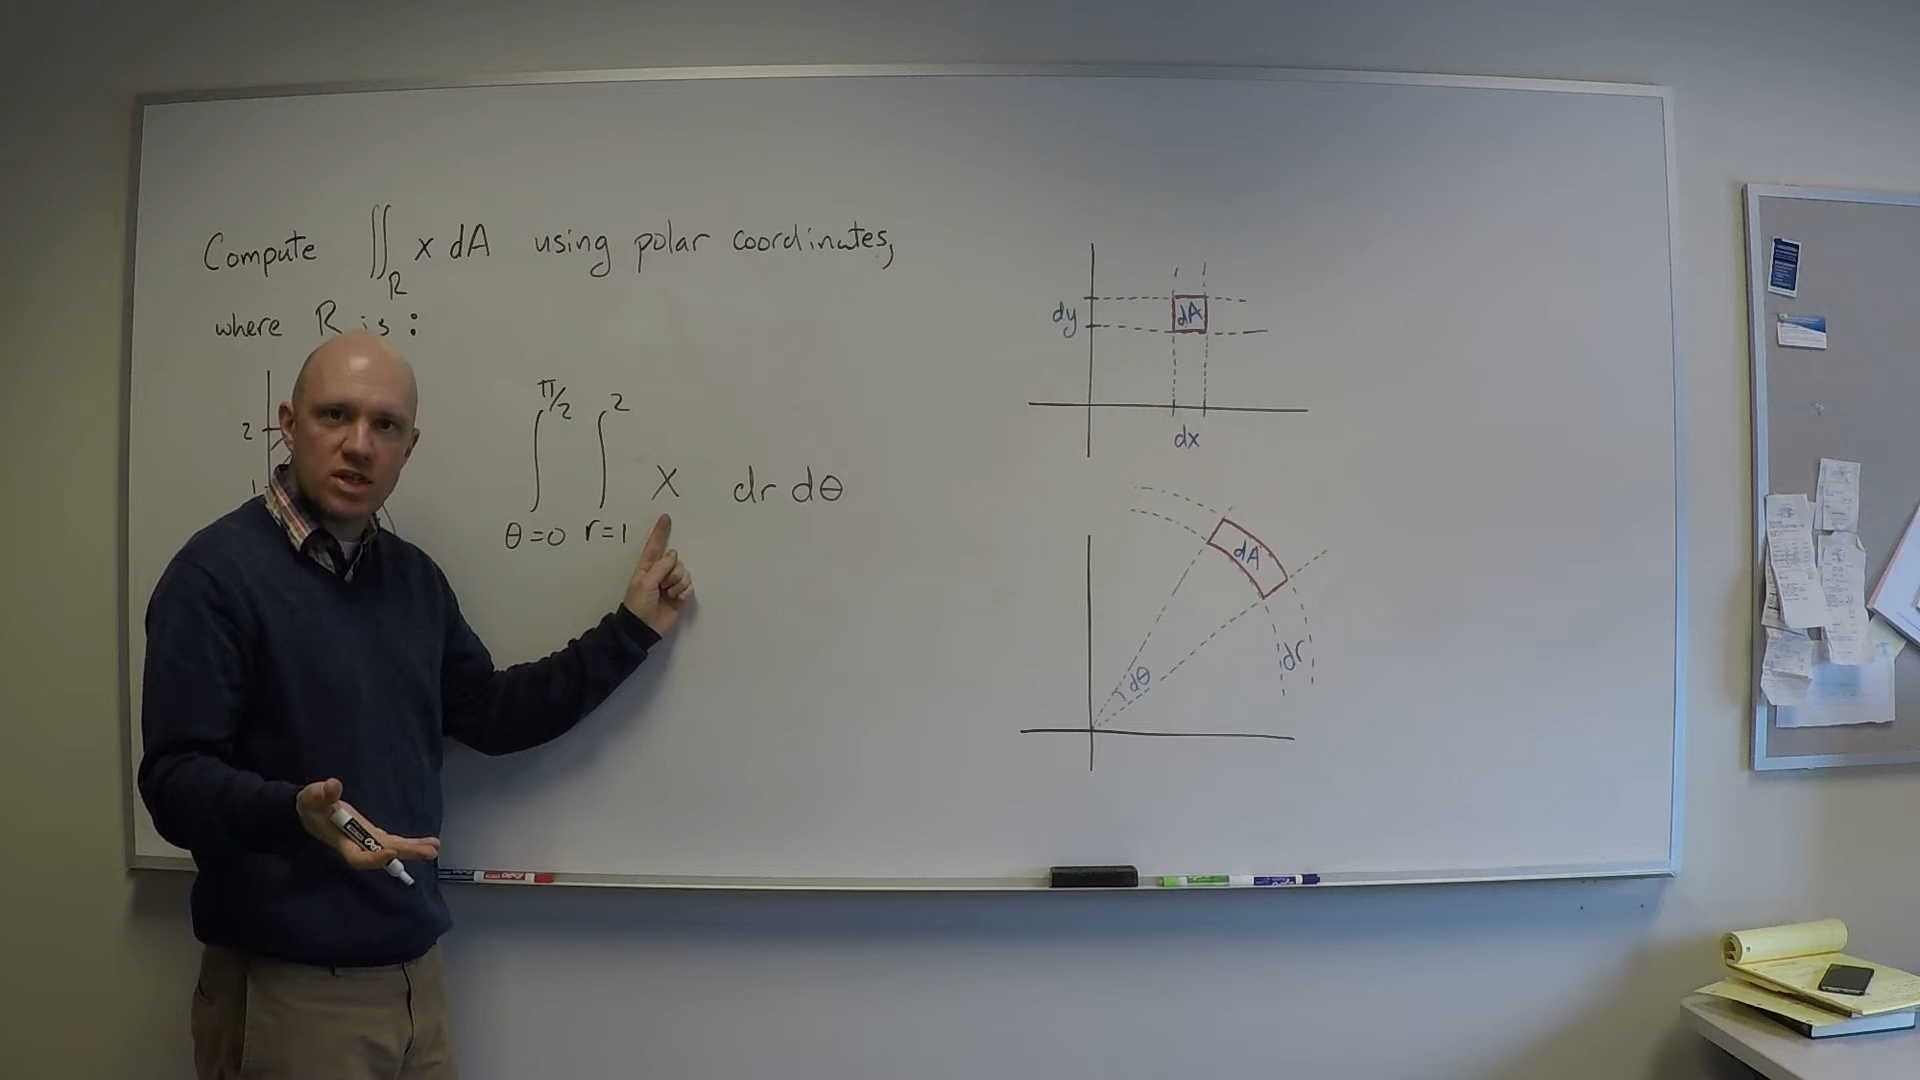 Compute ∬_R x dA using polar coordinates,
where R is:
2
1
π/2 2
∫ ∫ x dr dθ
θ=0 r=1
dy
dA
dx
dA
dθ
dr